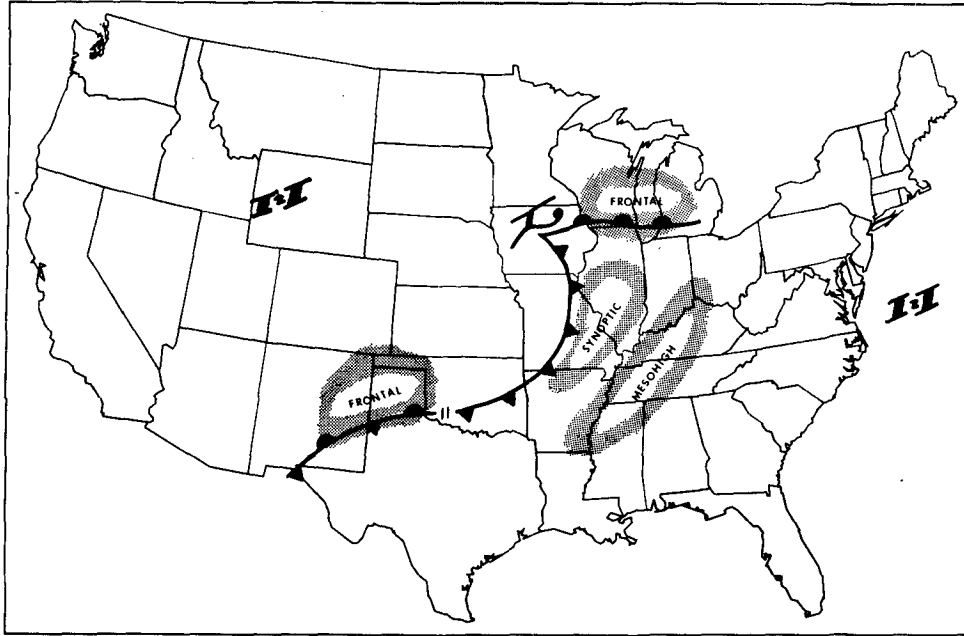 FRONTAL
H
L
H
SYNOPTIC
MESOHIGH
FRONTAL